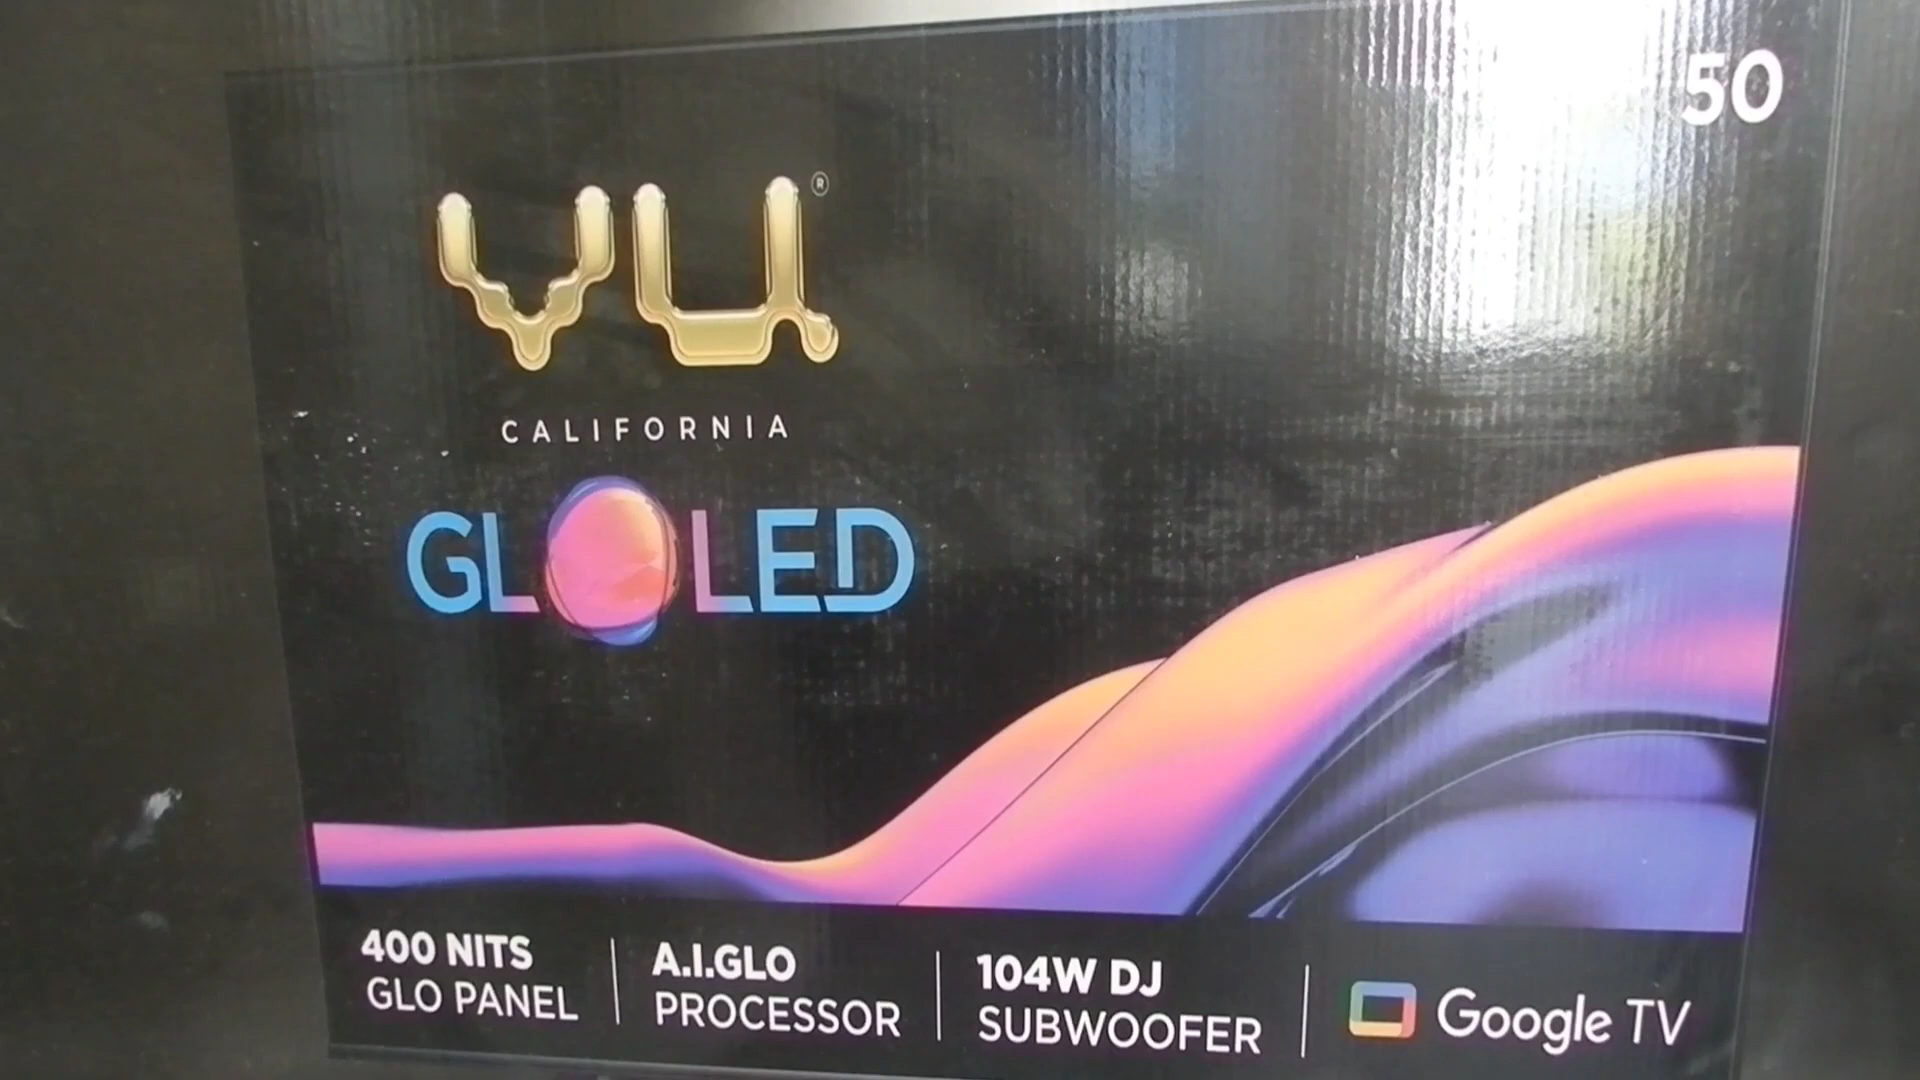 50
VU®
CALIFORNIA
GLOLED
400 NITS
GLO PANEL
A.I.GLO
PROCESSOR
104W DJ
SUBWOOFER
Google TV